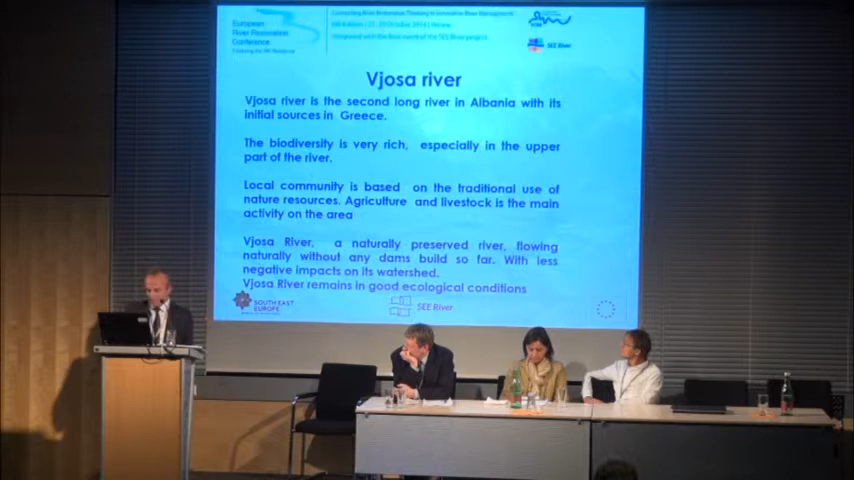 European
River Restoration
Conference
SEE River
Vjosa river
Vjosa river is the second long river in Albania with its
initial sources in Greece.
The biodiversity is very rich, especially in the upper
part of the river.
Local community is based on the traditional use of
nature resources. Agriculture and livestock is the main
activity on the area
Vjosa River, a naturally preserved river, flowing
naturally without any dams build so far. With less
negative impacts on its watershed.
Vjosa River remains in good ecological conditions
SOUTH EAST
EUROPE
SEE River